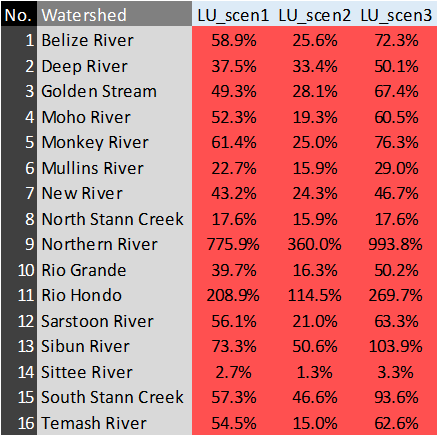 No. Watershed LU_scen1 LU_scen2 LU_scen3
1 Belize River 58.9% 25.6% 72.3%
2 Deep River 37.5% 33.4% 50.1%
3 Golden Stream 49.3% 28.1% 67.4%
4 Moho River 52.3% 19.3% 60.5%
5 Monkey River 61.4% 25.0% 76.3%
6 Mullins River 22.7% 15.9% 29.0%
7 New River 43.2% 24.3% 46.7%
8 North Stann Creek 17.6% 15.9% 17.6%
9 Northern River 775.9% 360.0% 993.8%
10 Rio Grande 39.7% 16.3% 50.2%
11 Rio Hondo 208.9% 114.5% 269.7%
12 Sarstoon River 56.1% 21.0% 63.3%
13 Sibun River 73.3% 50.6% 103.9%
14 Sittee River 2.7% 1.3% 3.3%
15 South Stann Creek 57.3% 46.6% 93.6%
16 Temash River 54.5% 15.0% 62.6%